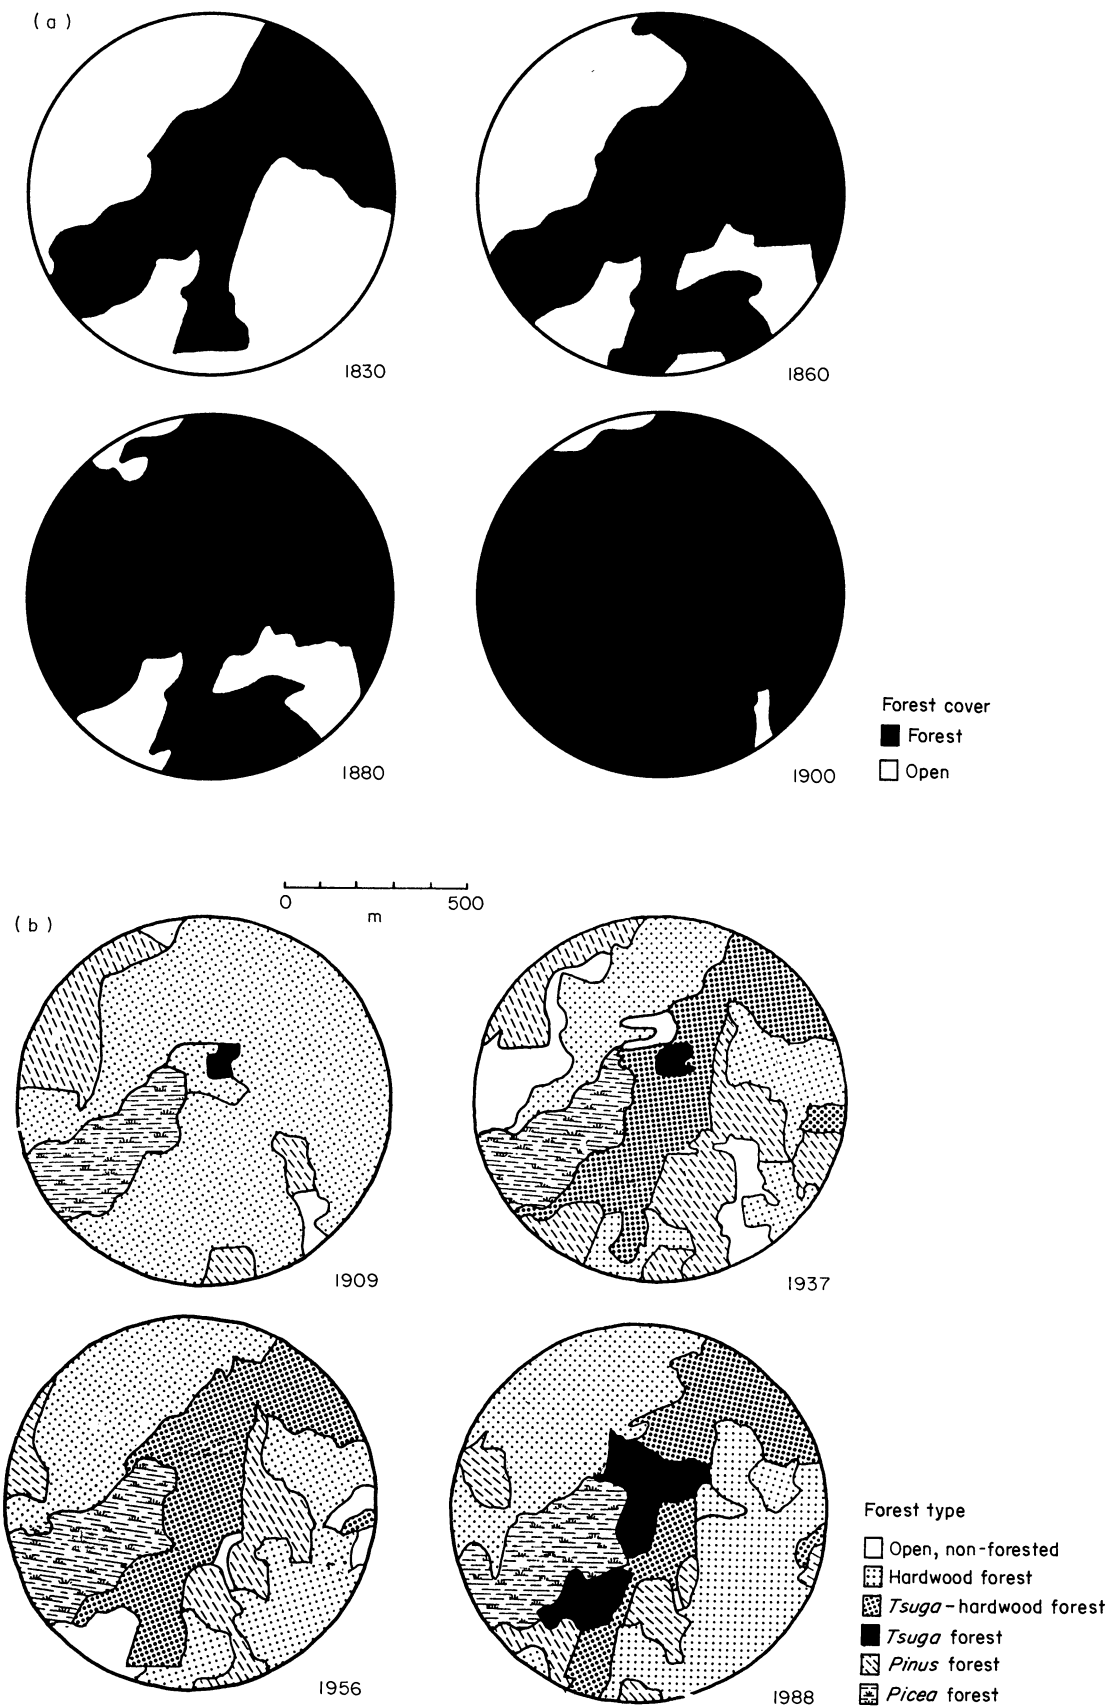 (a)
1830
1860
1880
1900
Forest cover
Forest
Open
0
500
m
(b)
1909
1937
1956
1988
Forest type
Open, non-forested
Hardwood forest
Tsuga-hardwood forest
Tsuga forest
Pinus forest
Picea forest